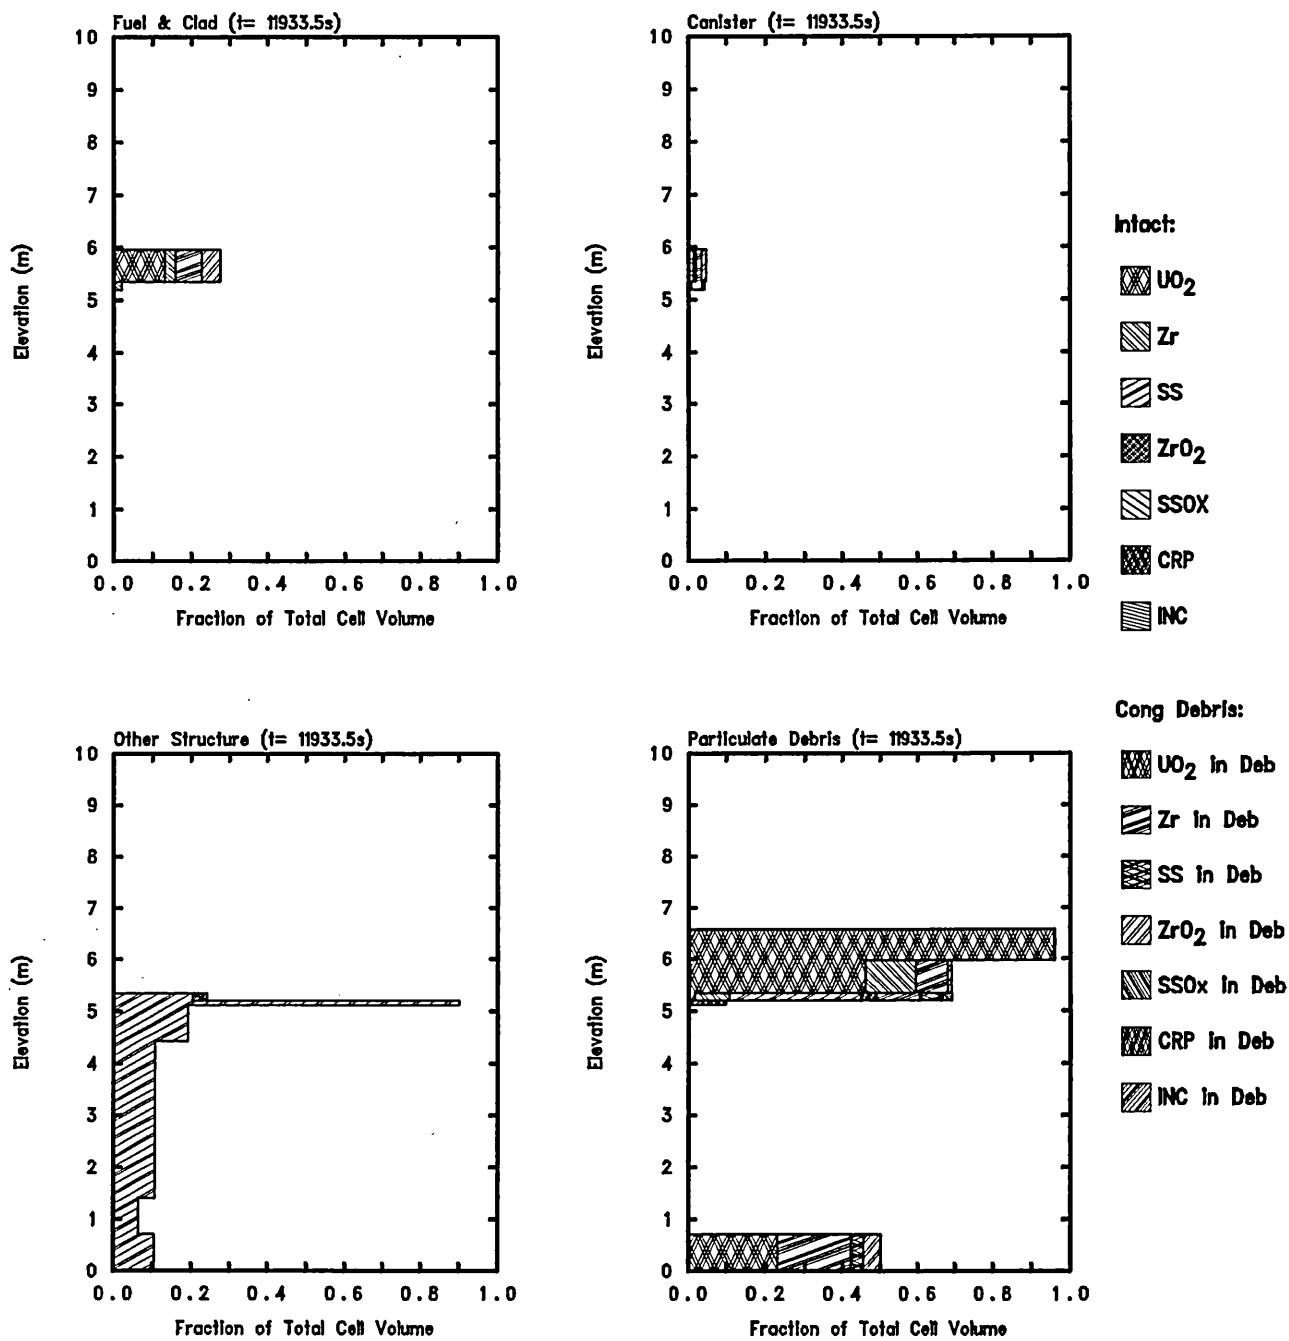 Fuel & Clad (t= 11933.5s)
10
9
8
7
6
5
4
3
2
1
0
Elevation (m)
0.0 0.2 0.4 0.6 0.8 1.0
Fraction of Total Cell Volume
Canister (t= 11933.5s)
10
9
8
7
6
5
4
3
2
1
0
Elevation (m)
0.0 0.2 0.4 0.6 0.8 1.0
Fraction of Total Cell Volume
Intact:
UO2
Zr
SS
ZrO2
SSOX
CRP
INC
Other Structure (t= 11933.5s)
10
9
8
7
6
5
4
3
2
1
0
Elevation (m)
0.0 0.2 0.4 0.6 0.8 1.0
Fraction of Total Cell Volume
Particulate Debris (t= 11933.5s)
10
9
8
7
6
5
4
3
2
1
0
Elevation (m)
0.0 0.2 0.4 0.6 0.8 1.0
Fraction of Total Cell Volume
Cong Debris:
UO2 in Deb
Zr in Deb
SS in Deb
ZrO2 in Deb
SSOx in Deb
CRP in Deb
INC in Deb